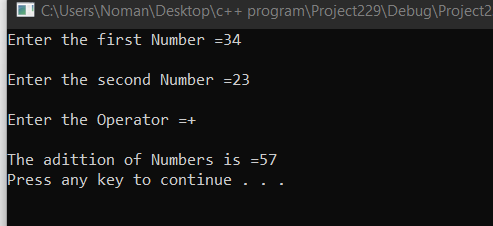 C:\Users\Noman\Desktop\c++ program\Project229\Debug\Project2
Enter the first Number =34
Enter the second Number =23
Enter the Operator =+
The adittion of Numbers is =57
Press any key to continue . . .